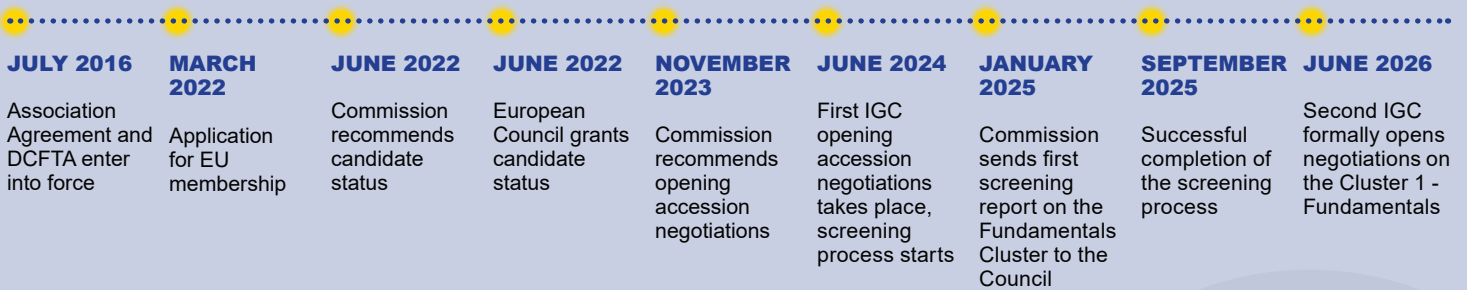 JULY 2016
Association
Agreement and
DCFTA enter
into force
MARCH
2022
Application
for EU
membership
JUNE 2022
Commission
recommends
candidate
status
JUNE 2022
European
Council grants
candidate
status
NOVEMBER
2023
Commission
recommends
opening
accession
negotiations
JUNE 2024
First IGC
opening
accession
negotiations
takes place,
screening
process starts
JANUARY
2025
Commission
sends first
screening
report on the
Fundamentals
Cluster to the
Council
SEPTEMBER
2025
Successful
completion of
the screening
process
JUNE 2026
Second IGC
formally opens
negotiations on
the Cluster 1 -
Fundamentals